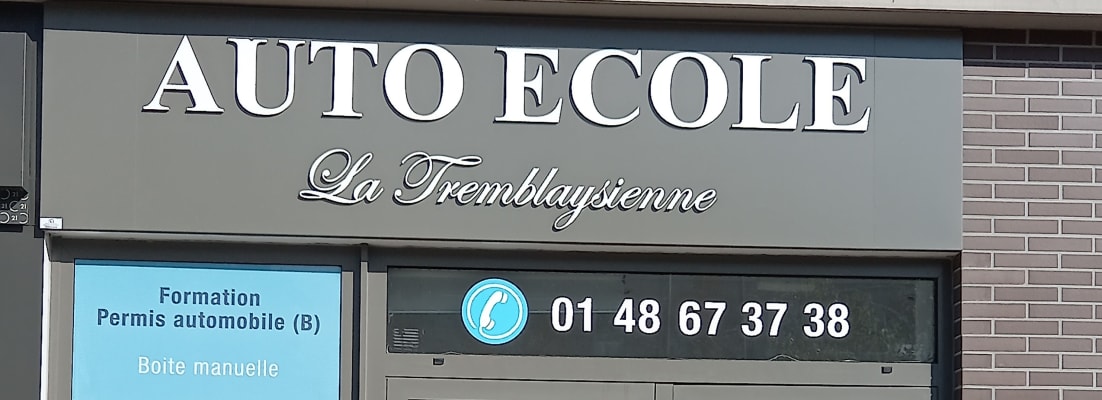 AUTO ECOLE
La Tremblaysienne
Formation
Permis automobile (B)
Boite manuelle
01 48 67 37 38